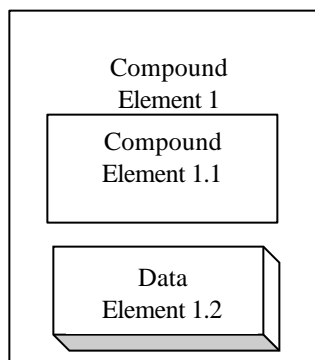 Compound
Element 1
Compound
Element 1.1
Data
Element 1.2